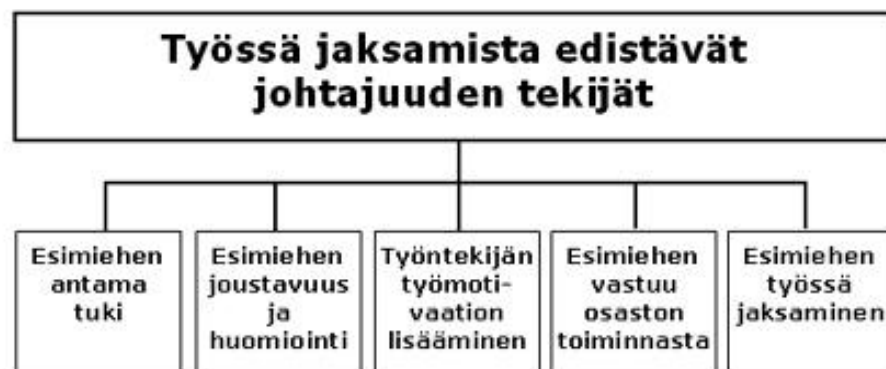 Työssä jaksamista edistävät
johtajuuden tekijät
Esimiehen
antama
tuki
Esimiehen
joustavuus
ja
huomiointi
Työntekijän
työmoti-
vaation
lisääminen
Esimiehen
vastuu
osaston
toiminnasta
Esimiehen
työssä
jaksaminen